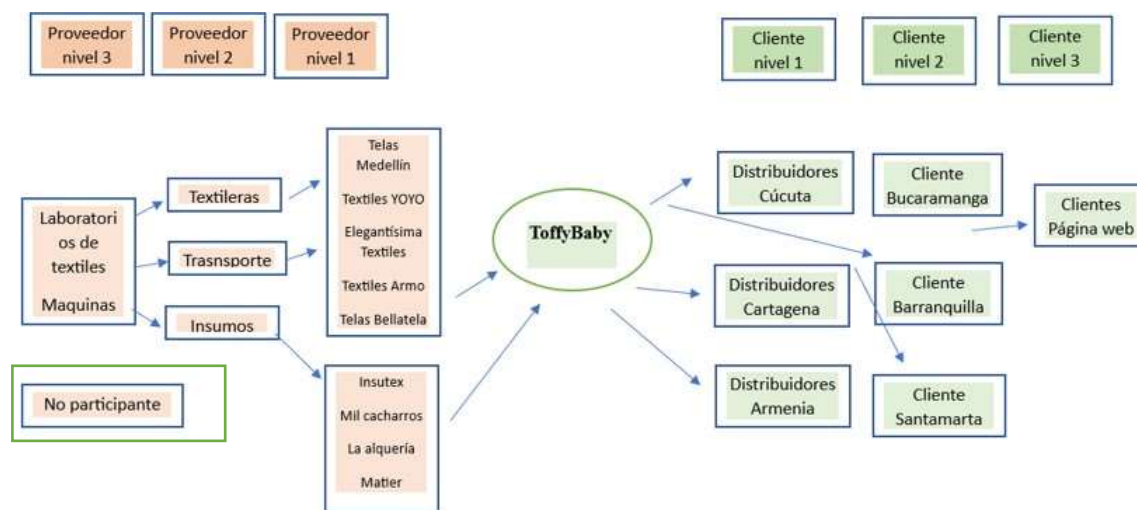 Proveedor
nivel 3
Proveedor
nivel 2
Proveedor
nivel 1
Cliente
nivel 1
Cliente
nivel 2
Cliente
nivel 3
Laboratori
os de
textiles
Maquinas
Textileras
Trasnsporte
Insumos
No participante
Telas
Medellín
Textiles YOYO
Elegantísima
Textiles
Textiles Armo
Telas Bellatela
Insutex
Mil cacharros
La alquería
Matier
ToffyBaby
Distribuidores
Cúcuta
Distribuidores
Cartagena
Distribuidores
Armenia
Cliente
Bucaramanga
Cliente
Barranquilla
Cliente
Santamarta
Clientes
Página web